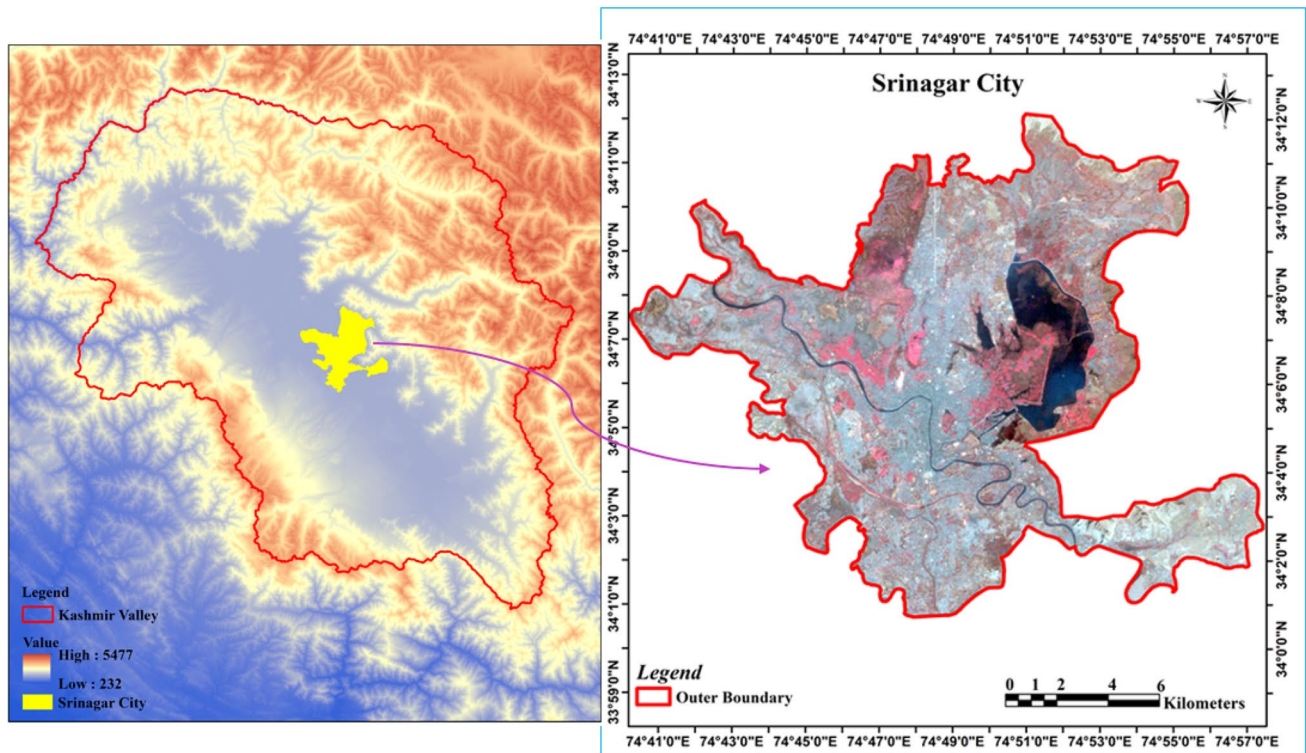 Legend
Kashmir Valley
Value
High : 5477
Low : 232
Srinagar City
74°41'0"E 74°43'0"E 74°45'0"E 74°47'0"E 74°49'0"E 74°51'0"E 74°53'0"E 74°55'0"E 74°57'0"E
34°13'0"N
34°11'0"N
34°9'0"N
34°7'0"N
34°5'0"N
34°3'0"N
34°1'0"N
33°59'0"N
Srinagar City
N
W E
S
34°12'0"N
34°10'0"N
34°8'0"N
34°6'0"N
34°4'0"N
34°2'0"N
34°0'0"N
Legend
Outer Boundary
0 1 2 4 6
Kilometers
74°41'0"E 74°43'0"E 74°45'0"E 74°47'0"E 74°49'0"E 74°51'0"E 74°53'0"E 74°55'0"E 74°57'0"E